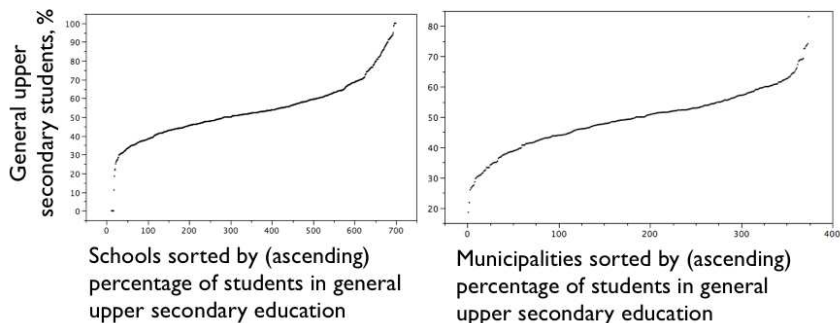 General upper
secondary students, %
100
90
80
70
60
50
40
30
20
10
0
0 100 200 300 400 500 600 700
Schools sorted by (ascending)
percentage of students in general
upper secondary education
80
70
60
50
40
30
20
0 100 200 300 400
Municipalities sorted by (ascending)
percentage of students in general
upper secondary education